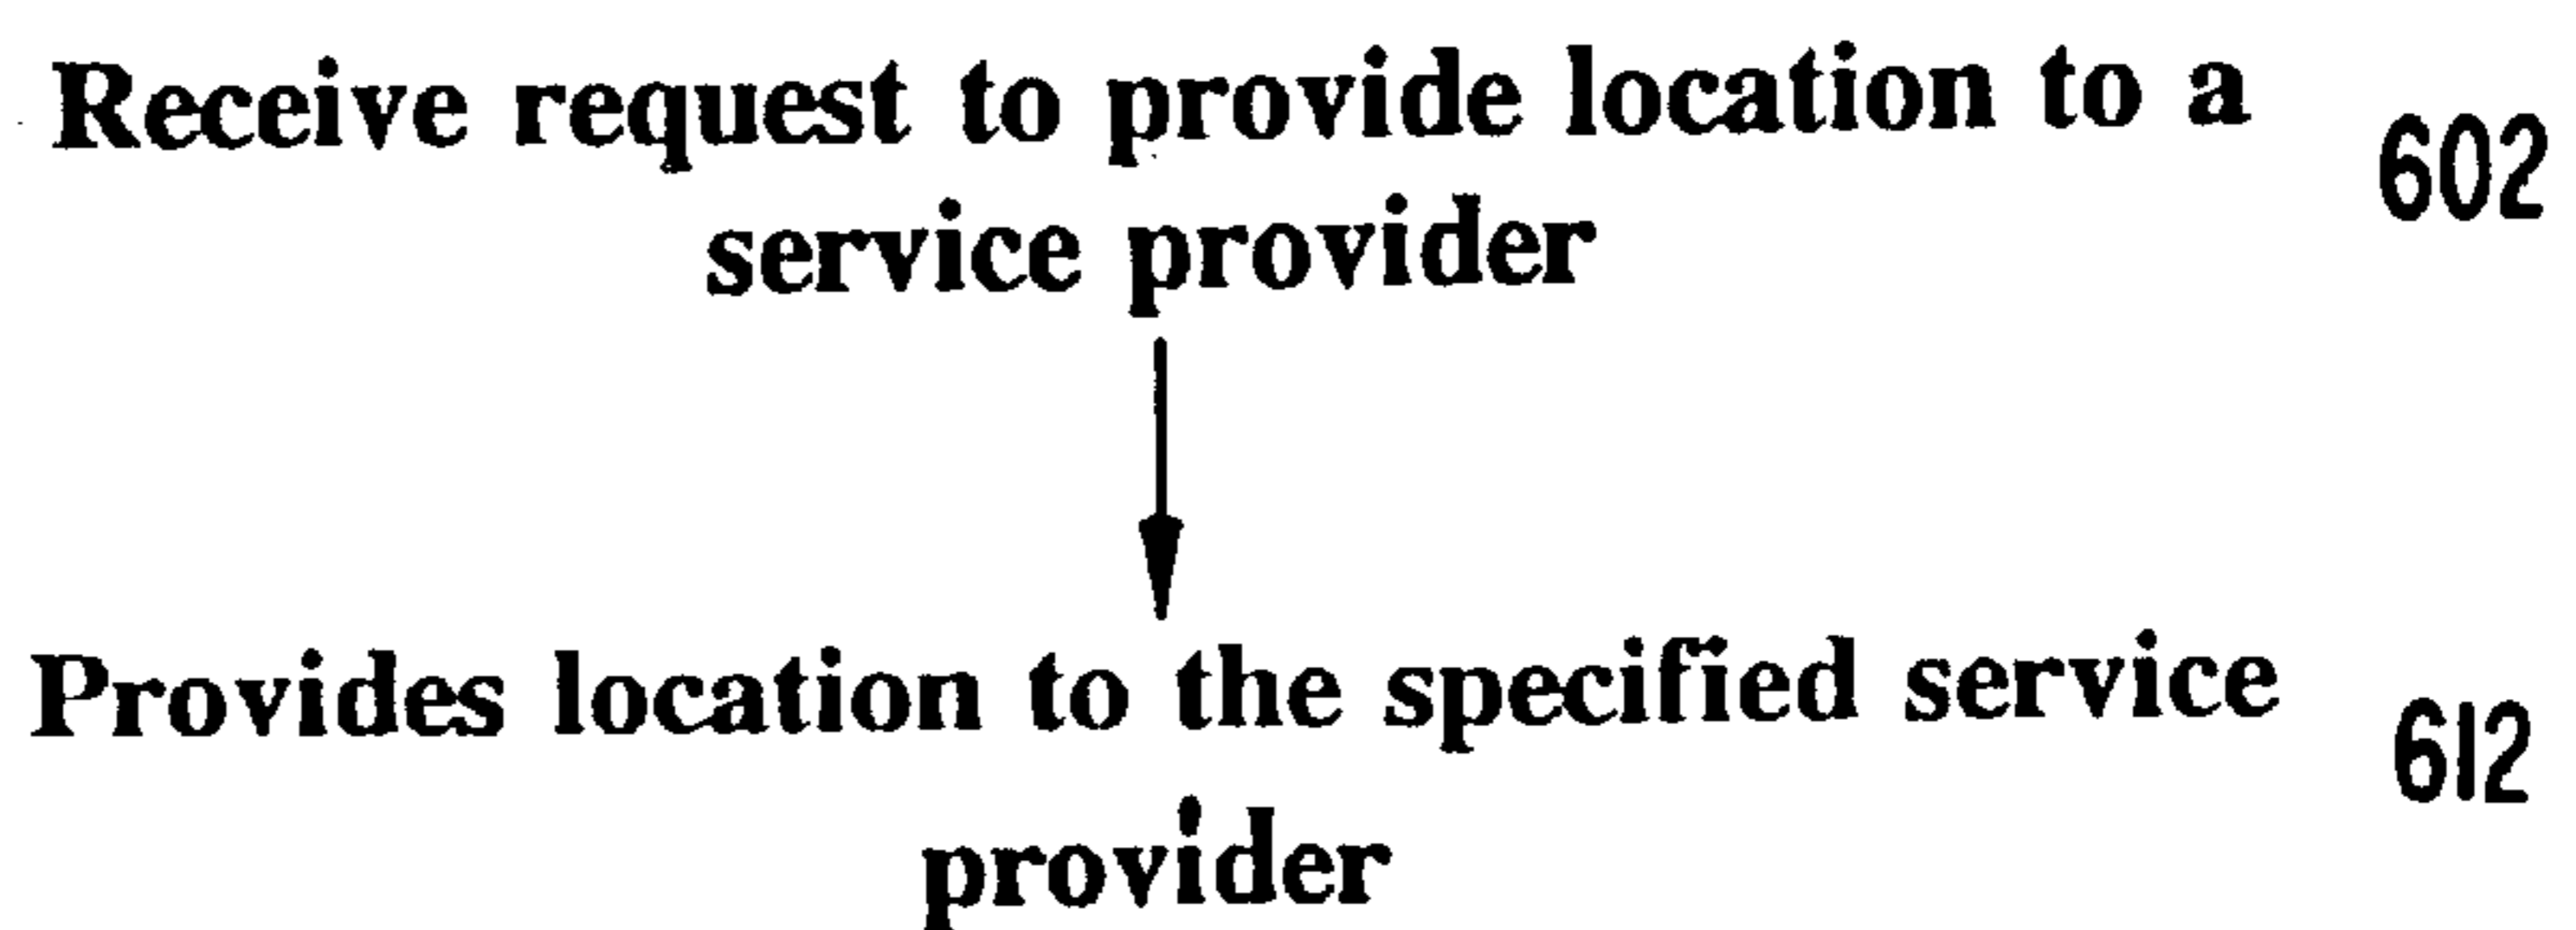 Receive request to provide location to a
service provider
602
Provides location to the specified service
provider
612